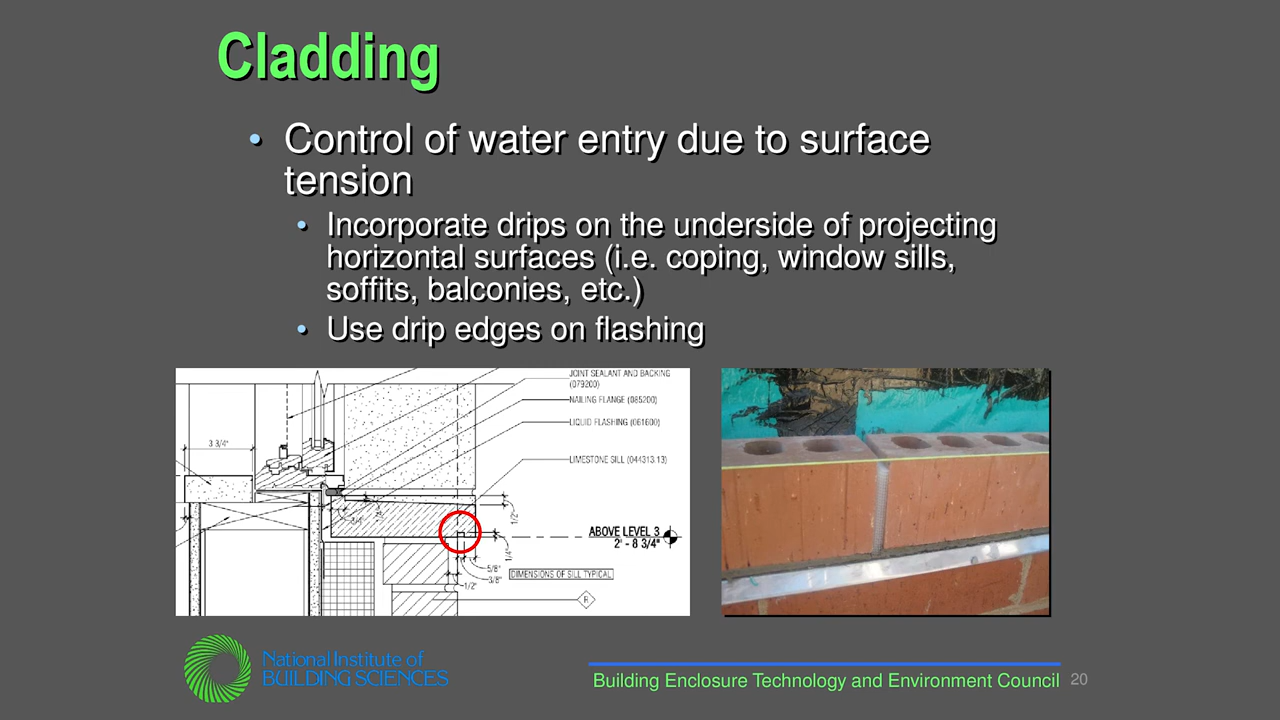 Cladding
• Control of water entry due to surface
tension
• Incorporate drips on the underside of projecting
horizontal surfaces (i.e. coping, window sills,
soffits, balconies, etc.)
• Use drip edges on flashing
JOINT SEALANT AND BACKING
(079200)
NAILING FLANGE (085200)
LIQUID FLASHING (061600)
LIMESTONE SILL (044313.13)
3 3/4"
3/4"
1/2"
ABOVE LEVEL 3
2' - 8 3/4"
1/4"
5/8"
3/8"
1/2"
DIMENSIONS OF SILL TYPICAL
R
National Institute of
BUILDING SCIENCES
Building Enclosure Technology and Environment Council 20